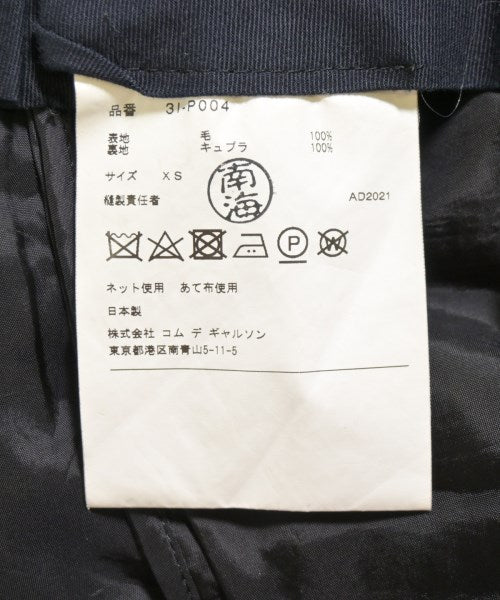 品番 31-P004
表地 毛 100%
裏地 キュプラ 100%
サイズ XS
南海
縫製責任者 AD2021
P W
ネット使用 あて布使用
日本製
株式会社 コム デ ギャルソン
東京都港区南青山5-11-5